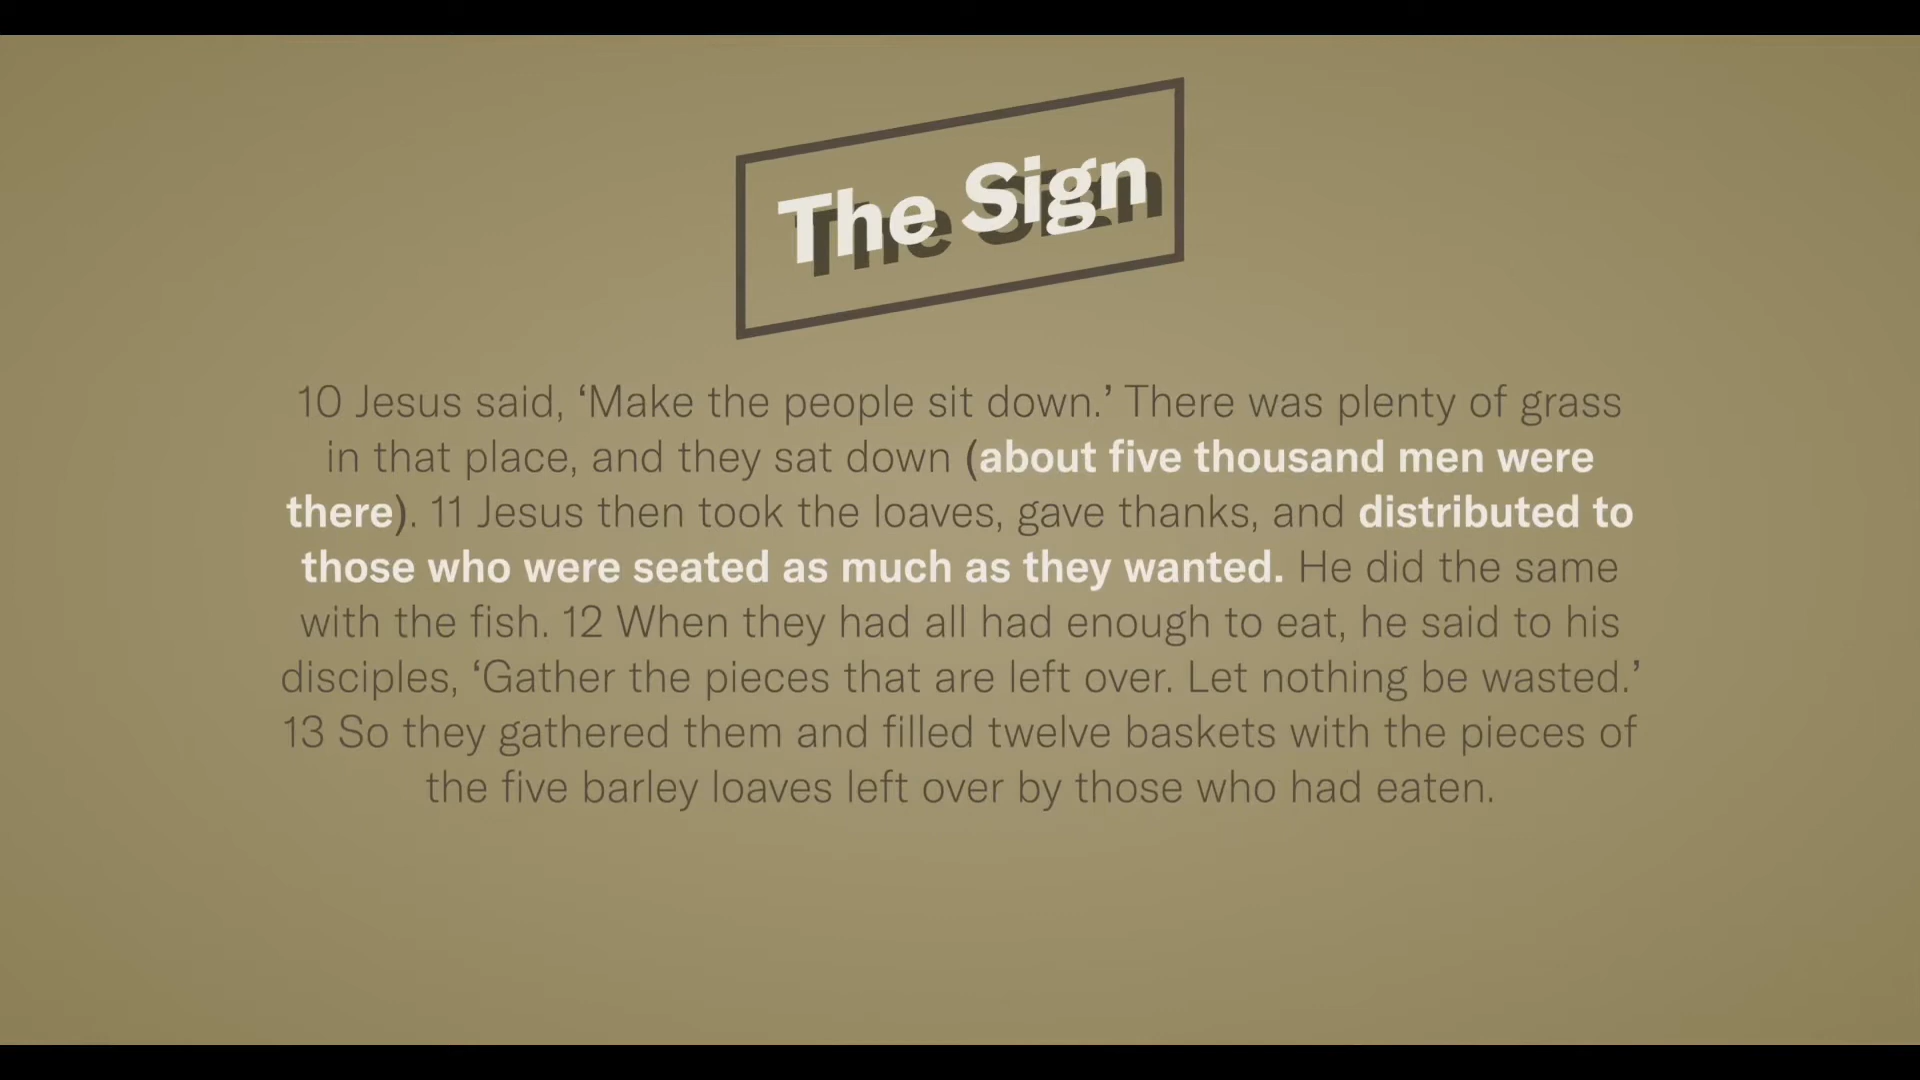 The Sign
10 Jesus said, ‘Make the people sit down.’ There was plenty of grass
in that place, and they sat down (about five thousand men were
there). 11 Jesus then took the loaves, gave thanks, and distributed to
those who were seated as much as they wanted. He did the same
with the fish. 12 When they had all had enough to eat, he said to his
disciples, ‘Gather the pieces that are left over. Let nothing be wasted.’
13 So they gathered them and filled twelve baskets with the pieces of
the five barley loaves left over by those who had eaten.